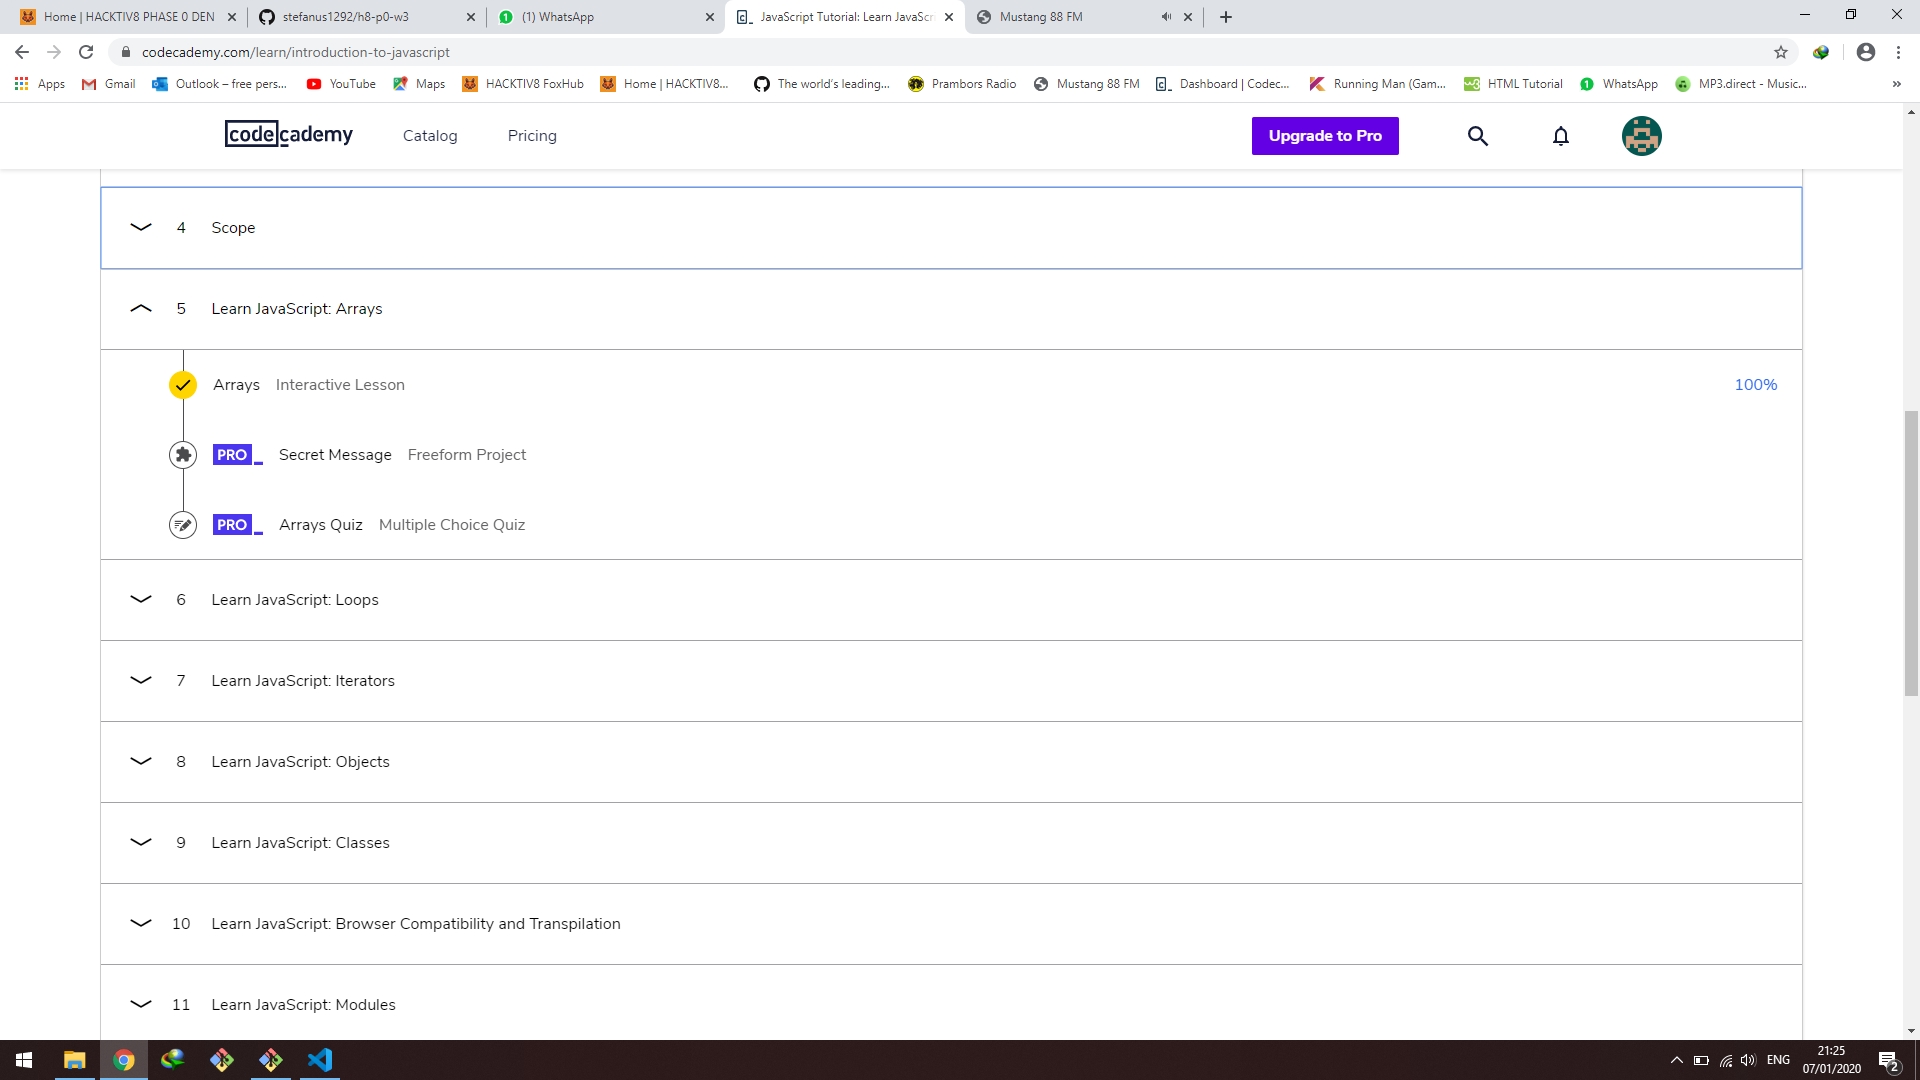 Home | HACKTIV8 PHASE 0 DEN
stefanus1292/h8-p0-w3
(1) WhatsApp
JavaScript Tutorial: Learn JavaScri
Mustang 88 FM
codecademy.com/learn/introduction-to-javascript
Apps
Gmail
Outlook – free pers...
YouTube
Maps
HACKTIV8 FoxHub
Home | HACKTIV8...
The world's leading...
Prambors Radio
Mustang 88 FM
Dashboard | Codec...
Running Man (Gam...
HTML Tutorial
WhatsApp
MP3.direct - Music...
»
codecademy
Catalog
Pricing
Upgrade to Pro
4 Scope
5 Learn JavaScript: Arrays
Arrays Interactive Lesson 100%
PRO_ Secret Message Freeform Project
PRO_ Arrays Quiz Multiple Choice Quiz
6 Learn JavaScript: Loops
7 Learn JavaScript: Iterators
8 Learn JavaScript: Objects
9 Learn JavaScript: Classes
10 Learn JavaScript: Browser Compatibility and Transpilation
11 Learn JavaScript: Modules
ENG
21:25
07/01/2020
2